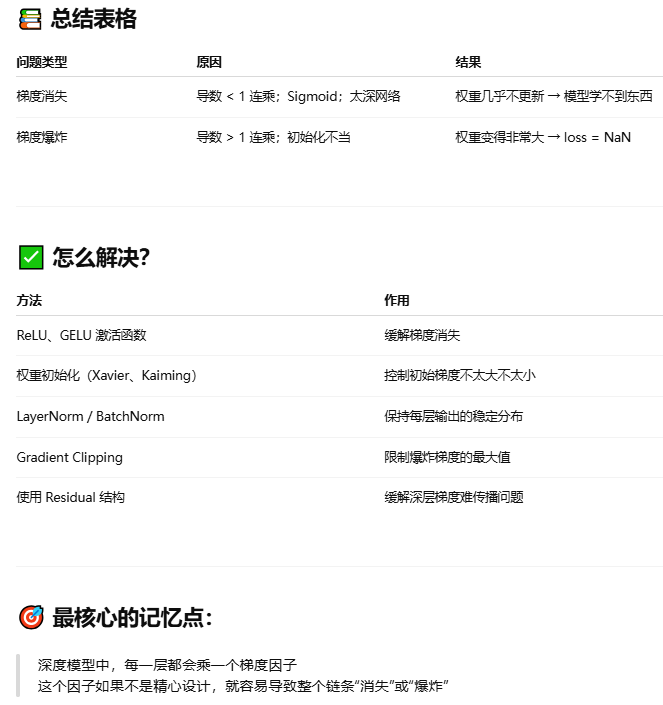 📚 总结表格
问题类型 原因 结果
梯度消失 导数 < 1 连乘；Sigmoid；太深网络 权重几乎不更新 → 模型学不到东西
梯度爆炸 导数 > 1 连乘；初始化不当 权重变得非常大 → loss = NaN
✅ 怎么解决？
方法 作用
ReLU、GELU 激活函数 缓解梯度消失
权重初始化（Xavier、Kaiming） 控制初始梯度不太大不太小
LayerNorm / BatchNorm 保持每层输出的稳定分布
Gradient Clipping 限制爆炸梯度的最大值
使用 Residual 结构 缓解深层梯度难传播问题
🎯 最核心的记忆点：
深度模型中，每一层都会乘一个梯度因子
这个因子如果不是精心设计，就容易导致整个链条“消失”或“爆炸”